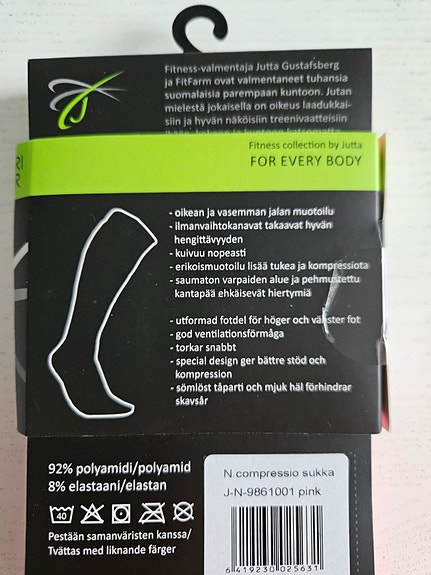 Fitness-valmentaja Jutta Gustafsberg
ja FitFarm ovat valmentaneet tuhansia
suomalaisia parempaan kuntoon. Jutan
mielestä jokaisella on oikeus laadukkai-
siin ja hyvän näköisiin treenivaatteisiin
Fitness collection by Jutta
FOR EVERY BODY
- oikean ja vasemman jalan muotoilu
- ilmanvaihtokanavat takaavat hyvän
hengittävyyden
- kuivuu nopeasti
- erikoismuotoilu lisää tukea ja kompressiota
- saumaton varpaiden alue ja pehmustettu
kantapää ehkäisevät hiertymiä
- utformad fotdel för höger och vänster fot
- god ventilationsförmåga
- torkar snabbt
- special design ger bättre stöd och
kompression
- sömlöst tåparti och mjuk häl förhindrar
skavsår
92% polyamidi/polyamid
8% elastaani/elastan
40
Pestään samanväristen kanssa/
Tvättas med liknande färger
N.compressio sukka
J-N-9861001 pink
6 419230 025631